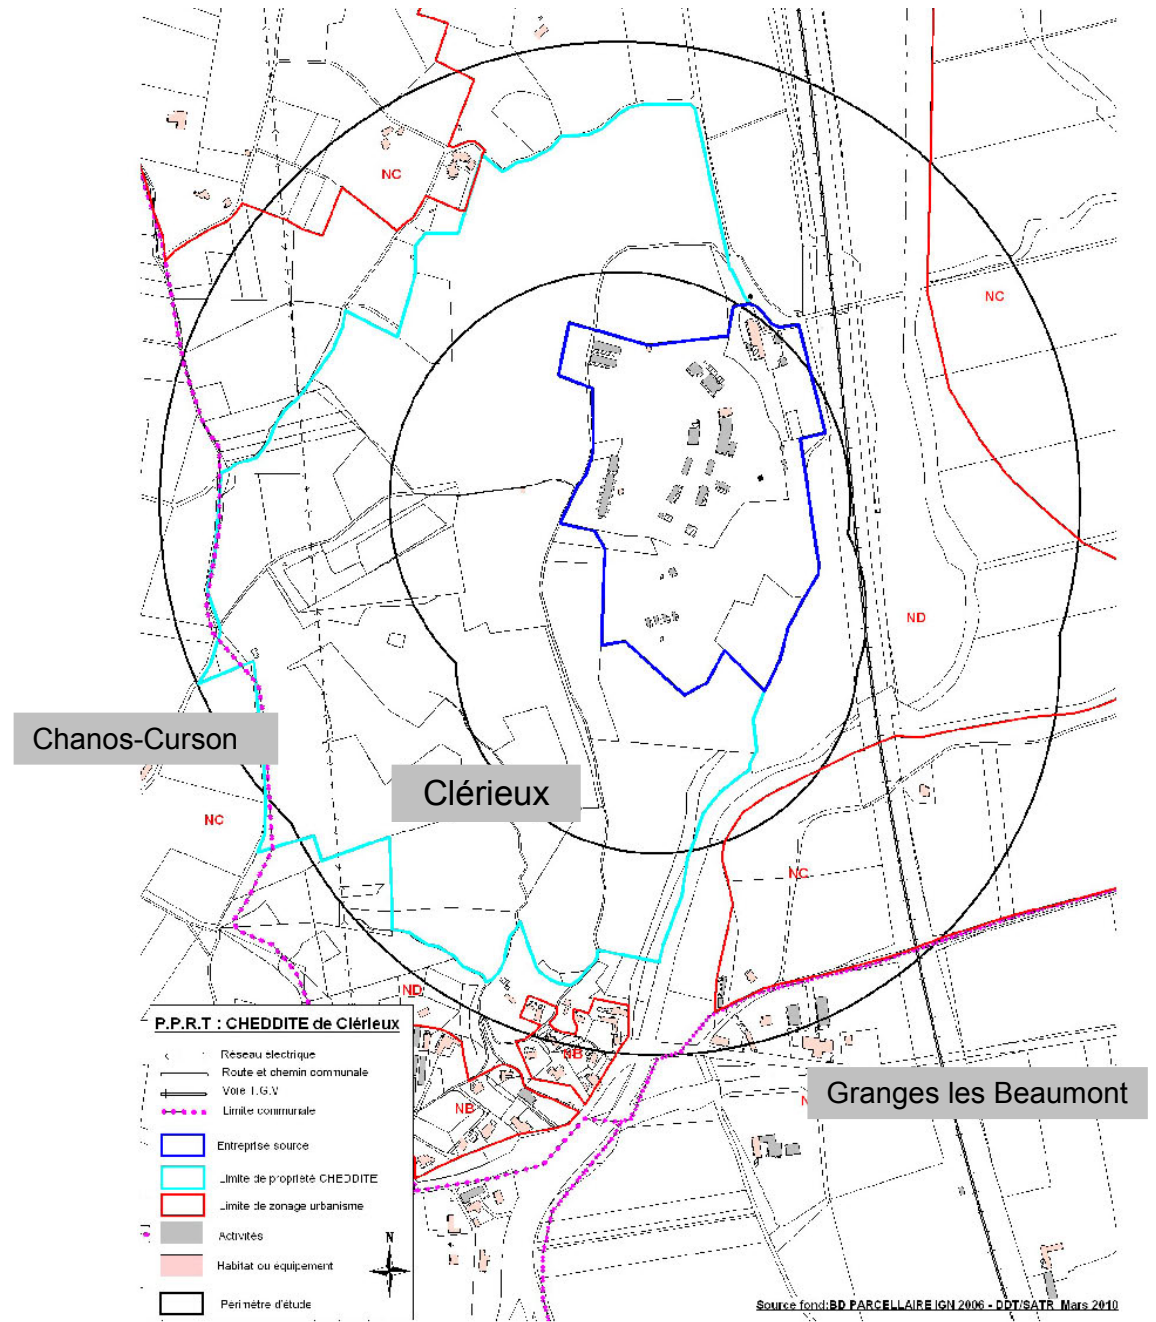 NC
NC
ND
Chanos-Curson
Clérieux
NC
NC
ND
NB
NB
Granges les Beaumont
N
P.P.R.T : CHEDDITE de Clérieux
Réseau electrique
Route et chemin communale
Voie T.G.V
Limite communale
Entreprise source
Limite de propriété CHEDDITE
Limite de zonage urbanisme
Activités
Habitat ou équipement
Périmètre d'étude
N
Source fond:BD PARCELLAIRE IGN 2006 - DDT/SATR Mars 2010